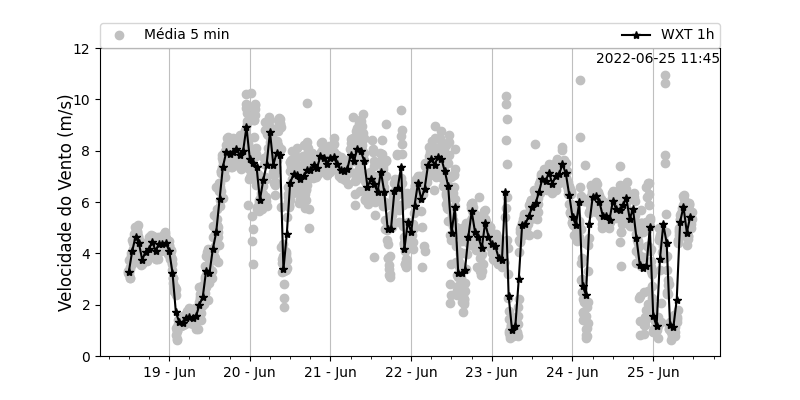 Média 5 min
WXT 1h
2022-06-25 11:45
Velocidade do Vento (m/s)
12
10
8
6
4
2
0
19 - Jun
20 - Jun
21 - Jun
22 - Jun
23 - Jun
24 - Jun
25 - Jun